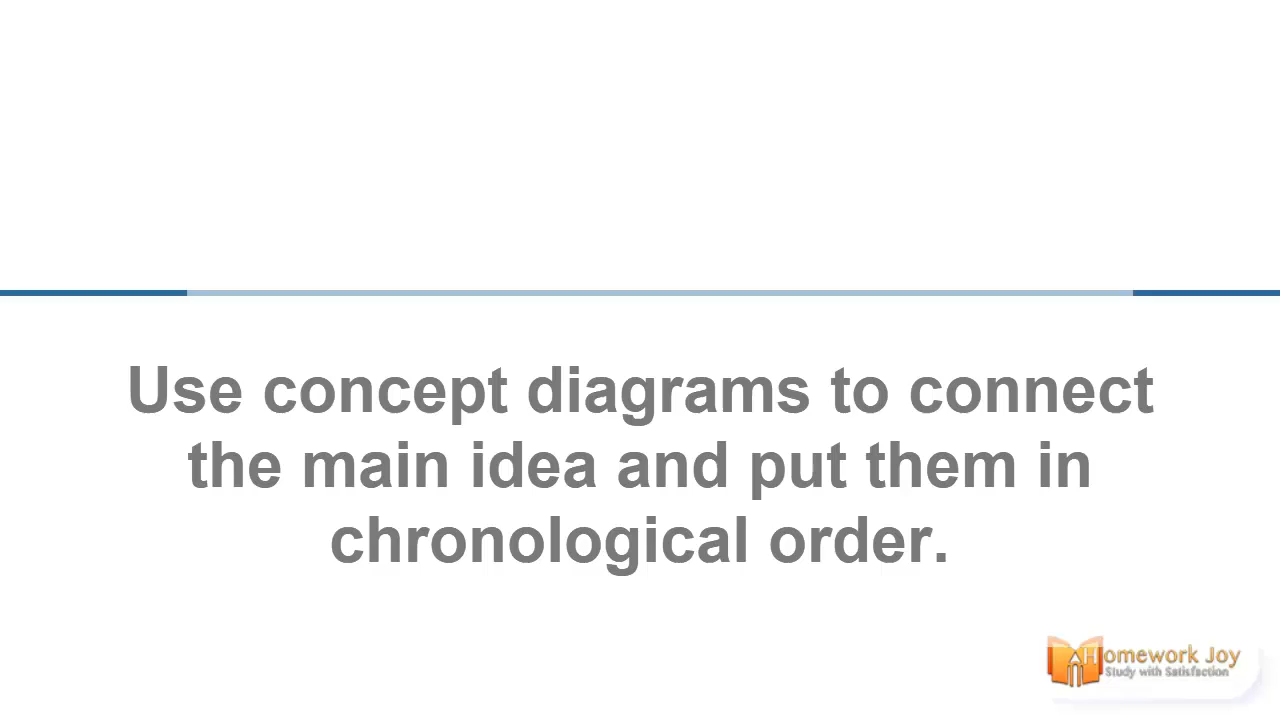 Use concept diagrams to connect
the main idea and put them in
chronological order.
Homework Joy
Study with Satisfaction